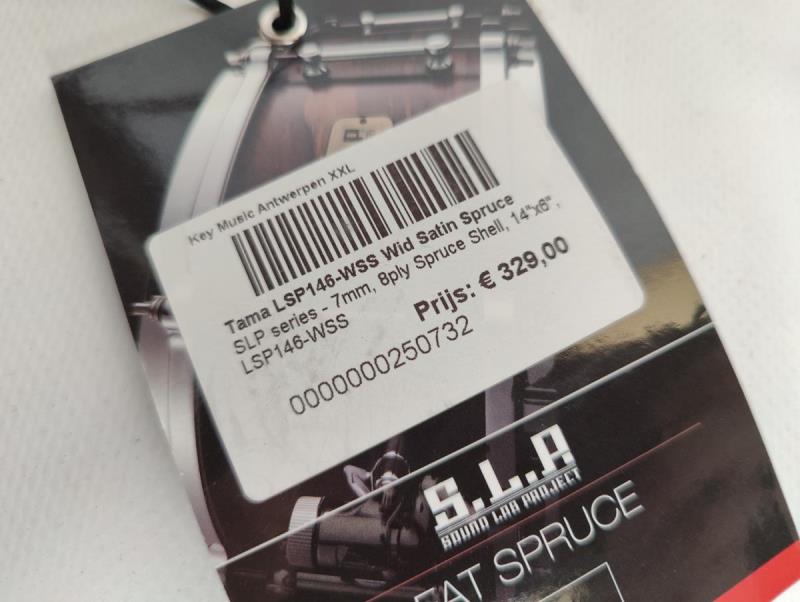 Key Music Antwerpen XXL
Tama LSP146-WSS Wid Satin Spruce
SLP series - 7mm, 8ply Spruce Shell, 14"x6",
LSP146-WSS
Prijs: € 329,00
0000000250732
S.L.P.
SOUND LAB PROJECT
FAT SPRUCE